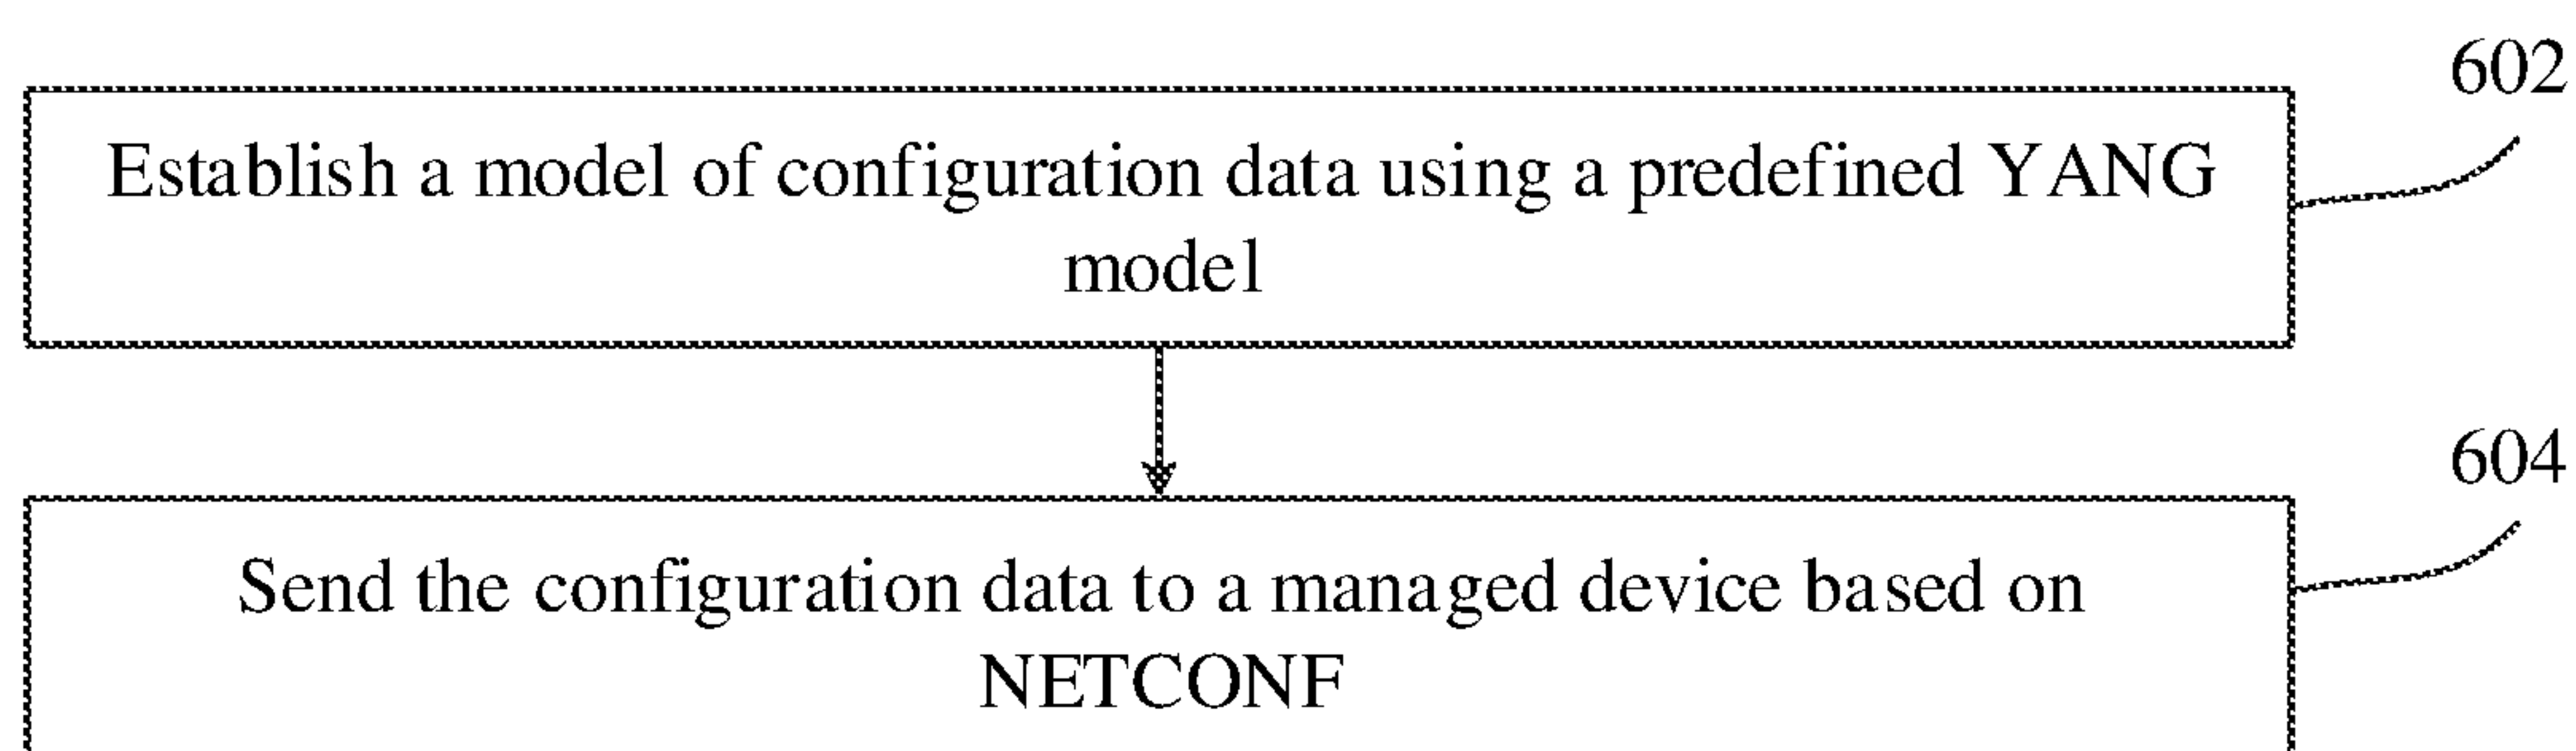 602
Establish a model of configuration data using a predefined YANG
model
604
Send the configuration data to a managed device based on
NETCONF